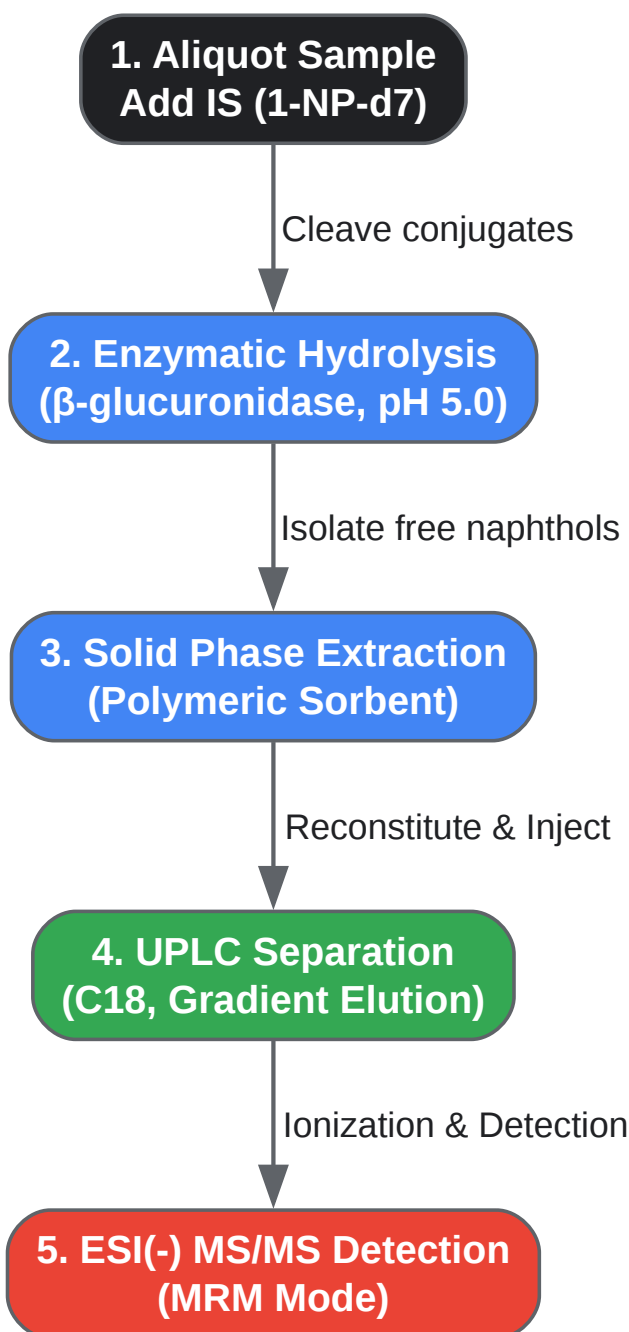 1. Aliquot Sample
Add IS (1-NP-d7)
Cleave conjugates
2. Enzymatic Hydrolysis
(β-glucuronidase, pH 5.0)
Isolate free naphthols
3. Solid Phase Extraction
(Polymeric Sorbent)
Reconstitute & Inject
4. UPLC Separation
(C18, Gradient Elution)
Ionization & Detection
5. ESI(-) MS/MS Detection
(MRM Mode)